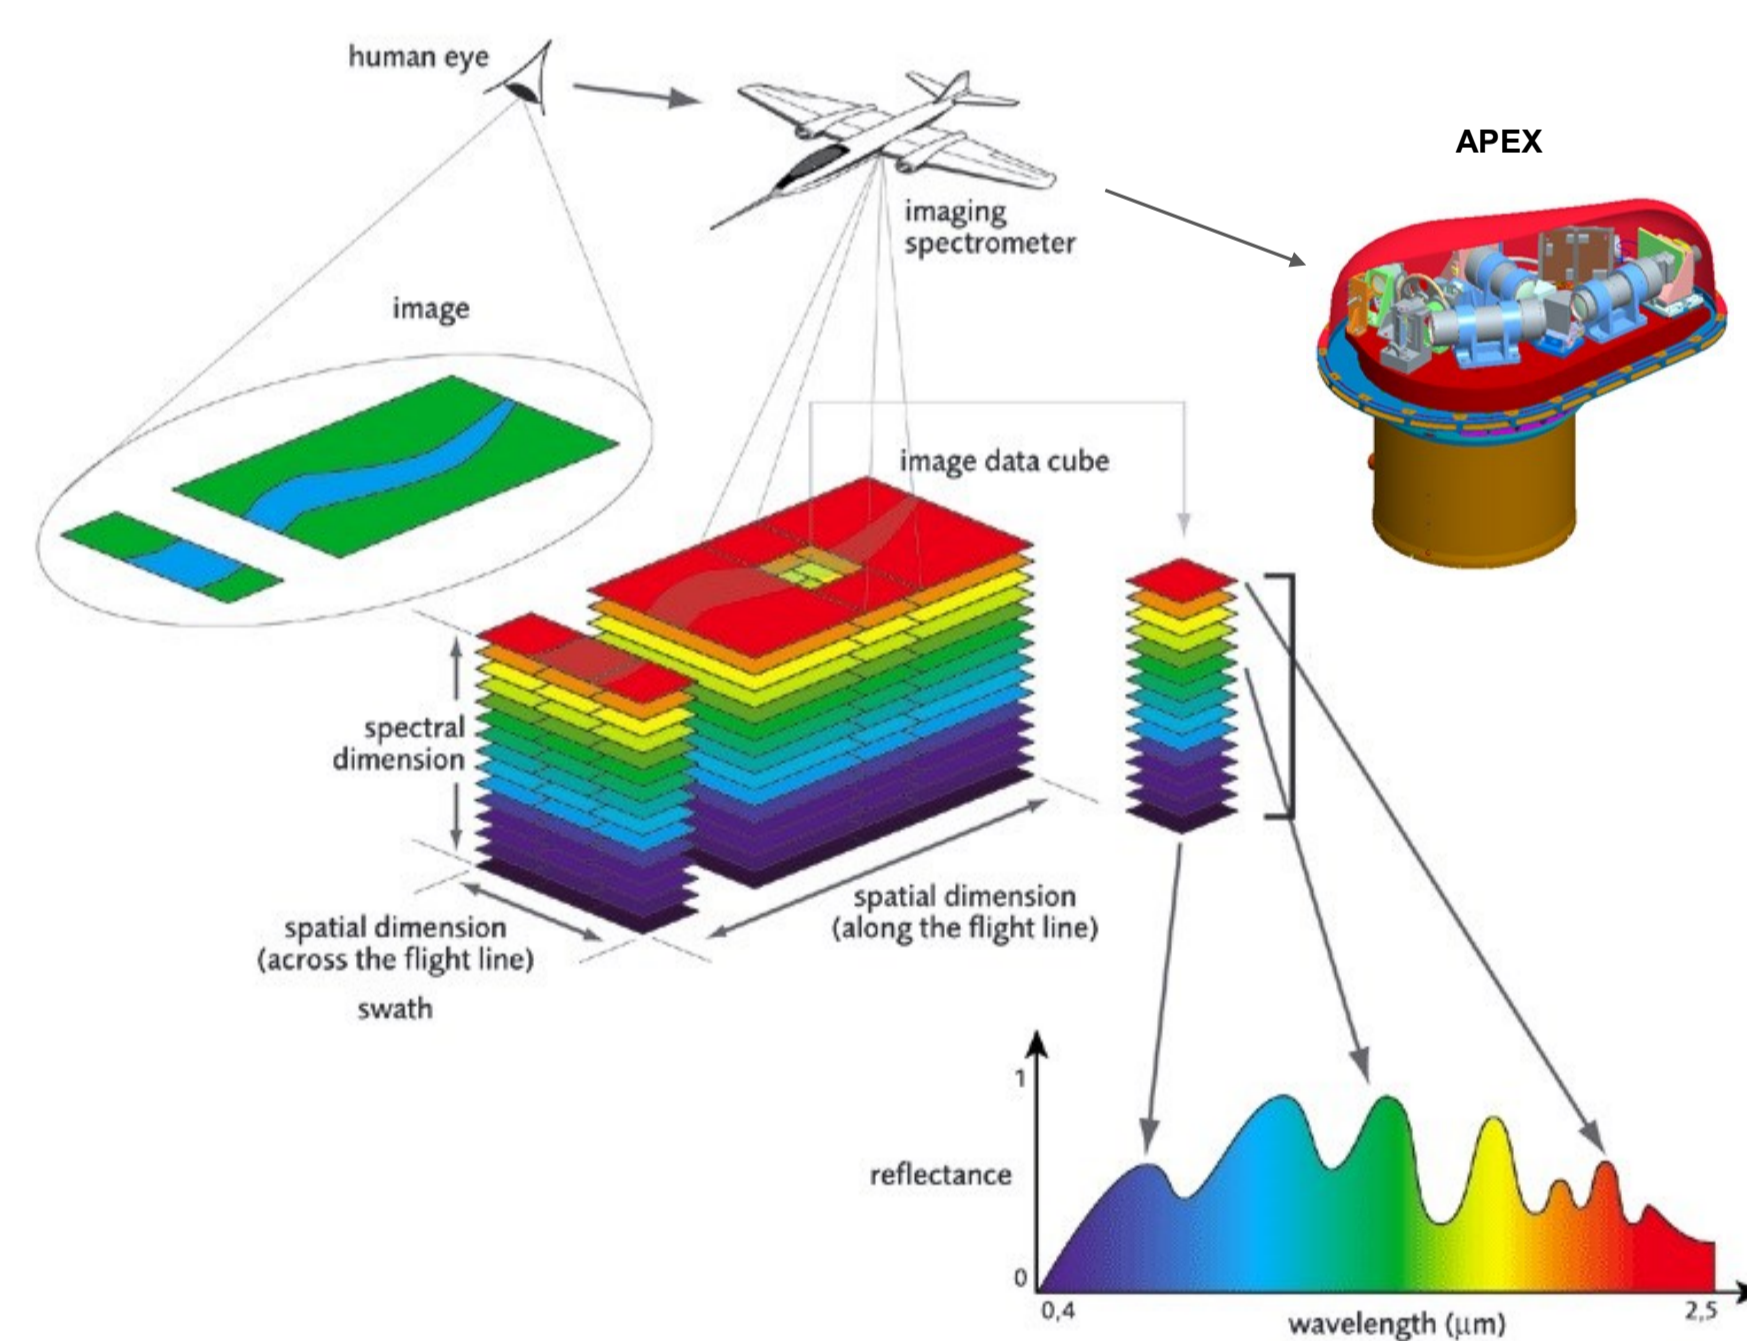 human eye
APEX
imaging
spectrometer
image
image data cube
spectral
dimension
spatial dimension
(along the flight line)
spatial dimension
(across the flight line)
swath
1
reflectance
0
0,4
2,5
wavelength (μm)